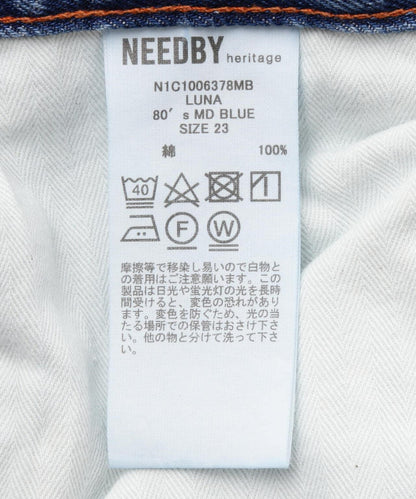 NEEDBY heritage
N1C1006378MB
LUNA
80's MD BLUE
SIZE 23
綿 100%
40
F W
摩擦等で移染し易いので白物と
の着用はご注意願います。この
製品は日光や蛍光灯の光を長時
間受けると、変色の恐れがあり
ます。変色を防ぐため、光の当
たる場所での保管はおさけ下さ
い。他の物と分けて洗って下さ
い。